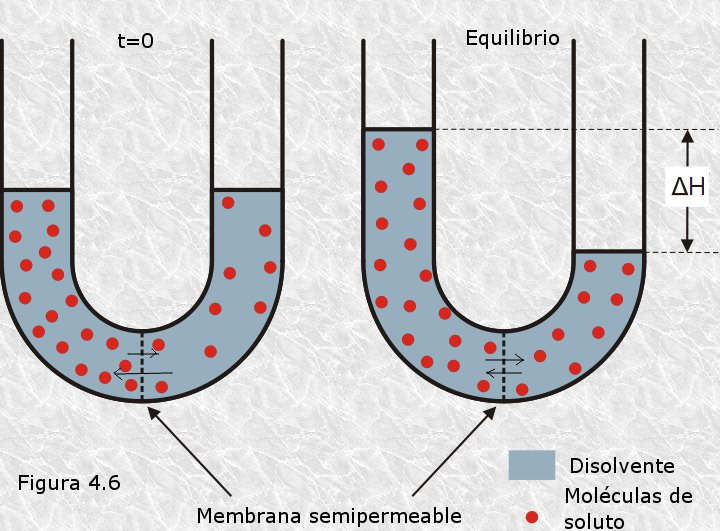 t=0
Equilibrio
ΔH
Figura 4.6
Membrana semipermeable
Disolvente
Moléculas de
soluto